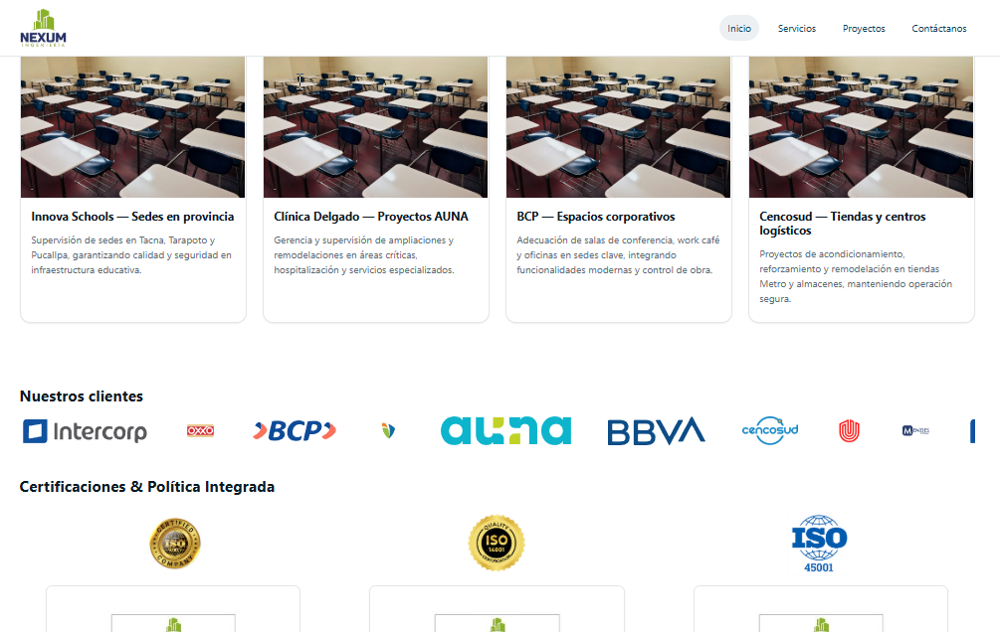 NEXUM
INGENIERÍA
Inicio
Servicios
Proyectos
Contáctanos
Innova Schools — Sedes en provincia
Supervisión de sedes en Tacna, Tarapoto y
Pucallpa, garantizando calidad y seguridad en
infraestructura educativa.
Clínica Delgado — Proyectos AUNA
Gerencia y supervisión de ampliaciones y
remodelaciones en áreas críticas,
hospitalización y servicios especializados.
BCP — Espacios corporativos
Adecuación de salas de conferencia, work café
y oficinas en sedes clave, integrando
funcionalidades modernas y control de obra.
Cencosud — Tiendas y centros
logísticos
Proyectos de acondicionamiento,
reforzamiento y remodelación en tiendas
Metro y almacenes, manteniendo operación
segura.
Nuestros clientes
Intercorp
OXXO
BCP
auna
BBVA
cencosud
MENZIES
Certificaciones & Política Integrada
CERTIFIED
ISO
COMPANY
QUALITY
ISO
14001
CERTIFICATION
ISO
45001